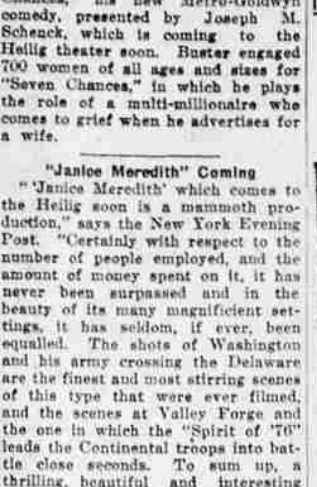 Chances," his new Metro-Goldwyn
comedy, presented by Joseph M.
Schenck, which is coming to the
Heilig theater soon. Buster engaged
700 women of all ages and sizes for
"Seven Chances," in which he plays
the role of a multi-millionaire who
comes to grief when he advertises for
a wife.
"Janice Meredith" Coming
"'Janice Meredith' which comes to
the Heilig soon is a mammoth pro-
duction," says the New York Evening
Post. "Certainly with respect to the
number of people employed, and the
amount of money spent on it, it has
never been surpassed and in the
beauty of its many magnificient set-
tings, it has seldom, if ever, been
equalled. The shots of Washington
and his army crossing the Delaware
are the finest and most stirring scenes
of this type that were ever filmed,
and the scenes at Valley Forge and
the one in which the "Spirit of '76"
leads the Continental troops into bat-
tle close seconds. To sum up, a
thrilling, beautiful and interesting